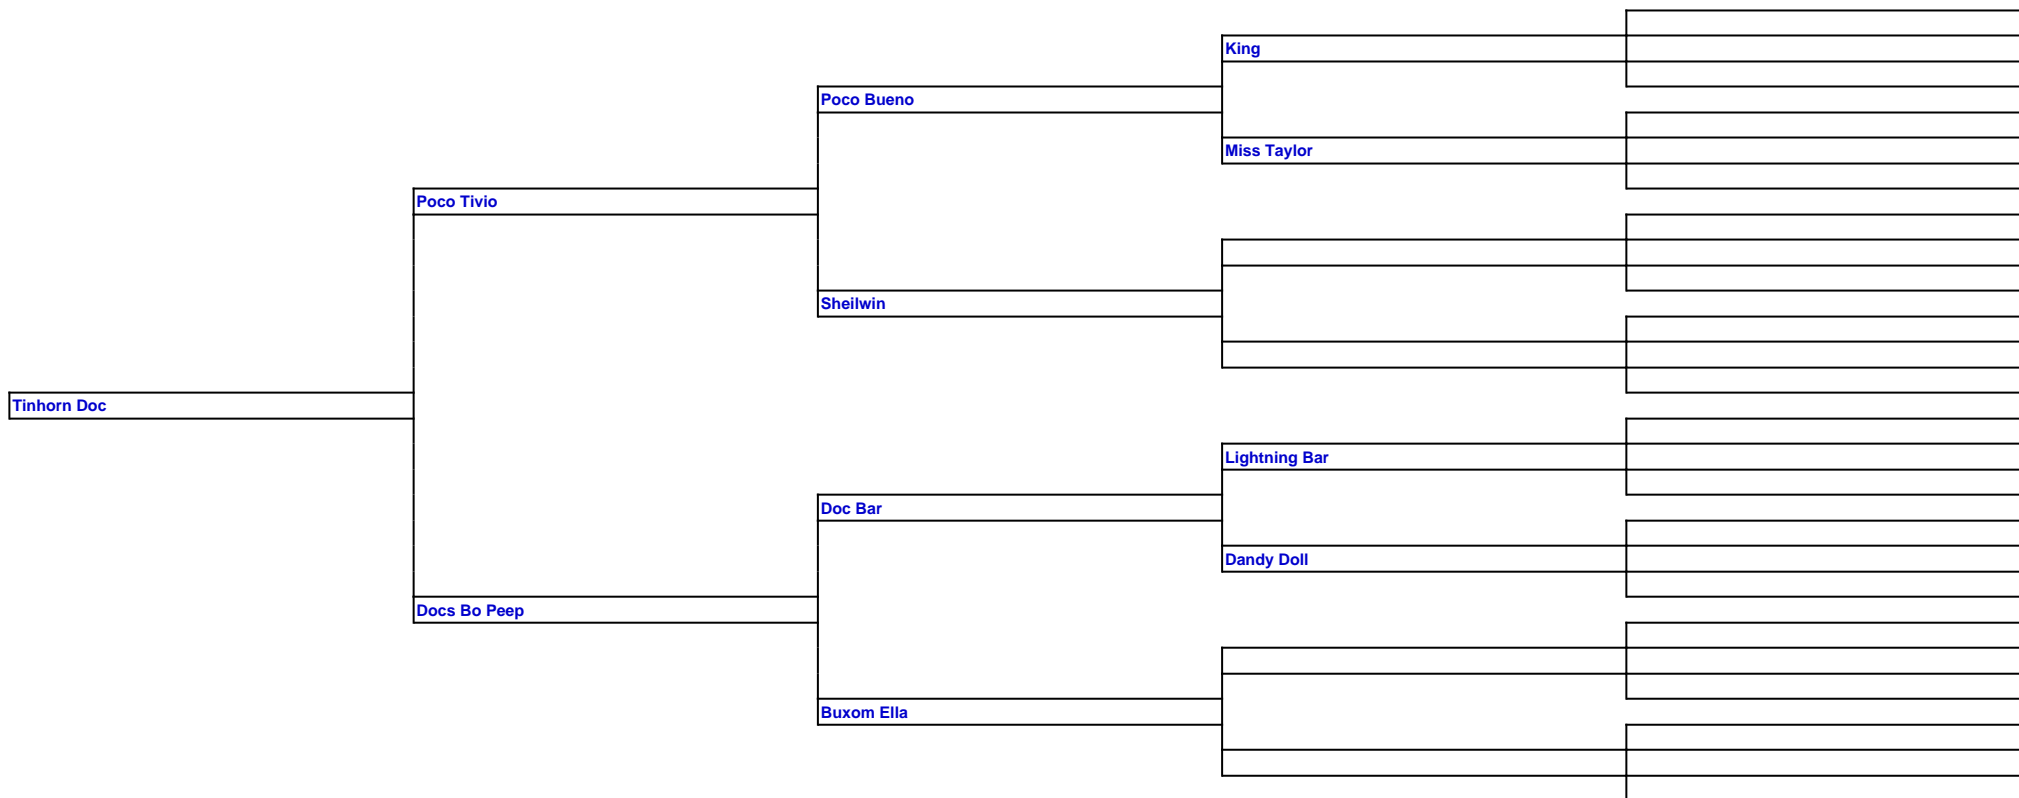 King
Poco Bueno
Miss Taylor
Poco Tivio
Sheilwin
Tinhorn Doc
Lightning Bar
Doc Bar
Dandy Doll
Docs Bo Peep
Buxom Ella